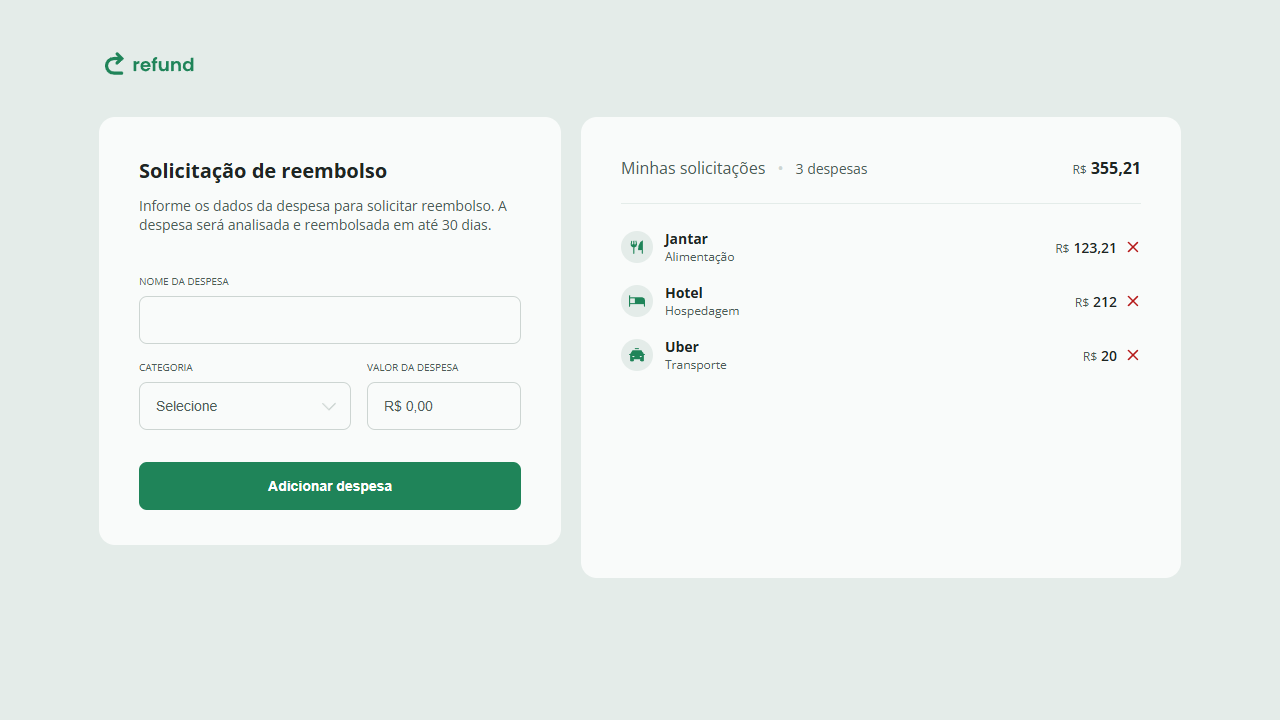 refund
Solicitação de reembolso
Informe os dados da despesa para solicitar reembolso. A
despesa será analisada e reembolsada em até 30 dias.
NOME DA DESPESA
CATEGORIA
VALOR DA DESPESA
Selecione
R$ 0,00
Adicionar despesa
Minhas solicitações • 3 despesas
R$ 355,21
Jantar
Alimentação
R$ 123,21
Hotel
Hospedagem
R$ 212
Uber
Transporte
R$ 20